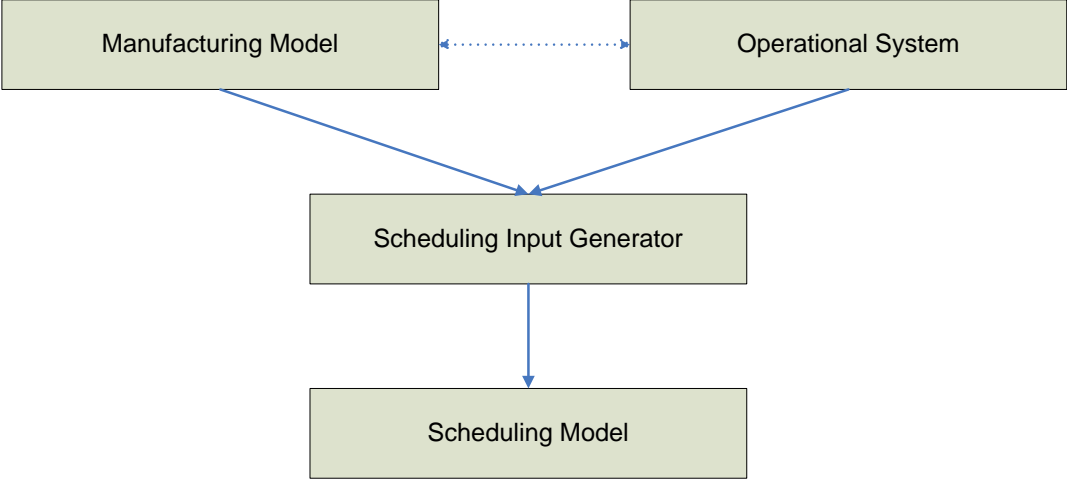 Manufacturing Model
Operational System
Scheduling Input Generator
Scheduling Model